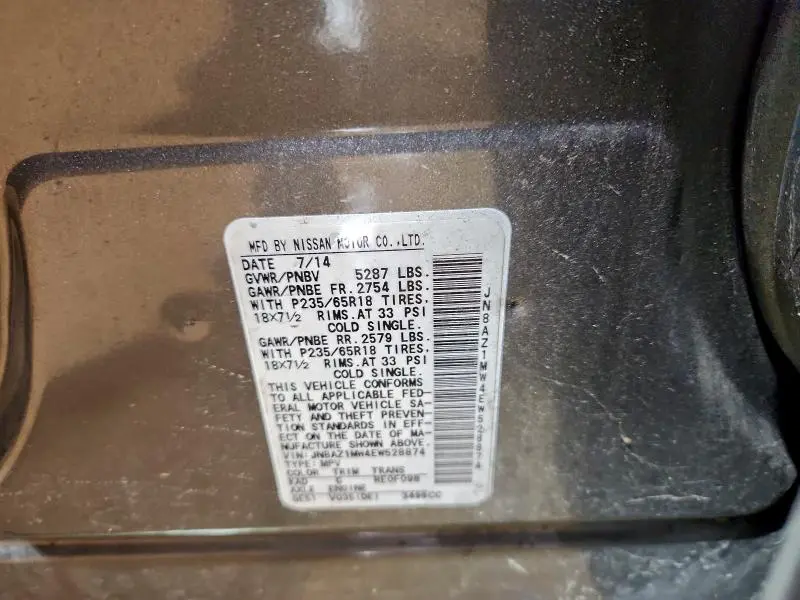 MFD BY NISSAN MOTOR CO.,LTD.
DATE 7/14
GVWR/PNBV 5287 LBS.
GAWR/PNBE FR. 2754 LBS.
WITH P235/65R18 TIRES,
18X7½ RIMS.AT 33 PSI
COLD SINGLE.
GAWR/PNBE RR. 2579 LBS.
WITH P235/65R18 TIRES,
18X7½ RIMS.AT 33 PSI
COLD SINGLE.
THIS VEHICLE CONFORMS
TO ALL APPLICABLE FED-
ERAL MOTOR VEHICLE SA-
FETY AND THEFT PREVEN-
TION STANDARDS IN EFF-
ECT ON THE DATE OF MA-
NUFACTURE SHOWN ABOVE.
VIN: JN8AZ1MW4EW528874
TYPE: MPV
COLOR TRIM TRANS
KAD G RE0F09B
AXLE ENGINE
VQ35(DE) 3498CC
JN8AZ1MW4EW528874